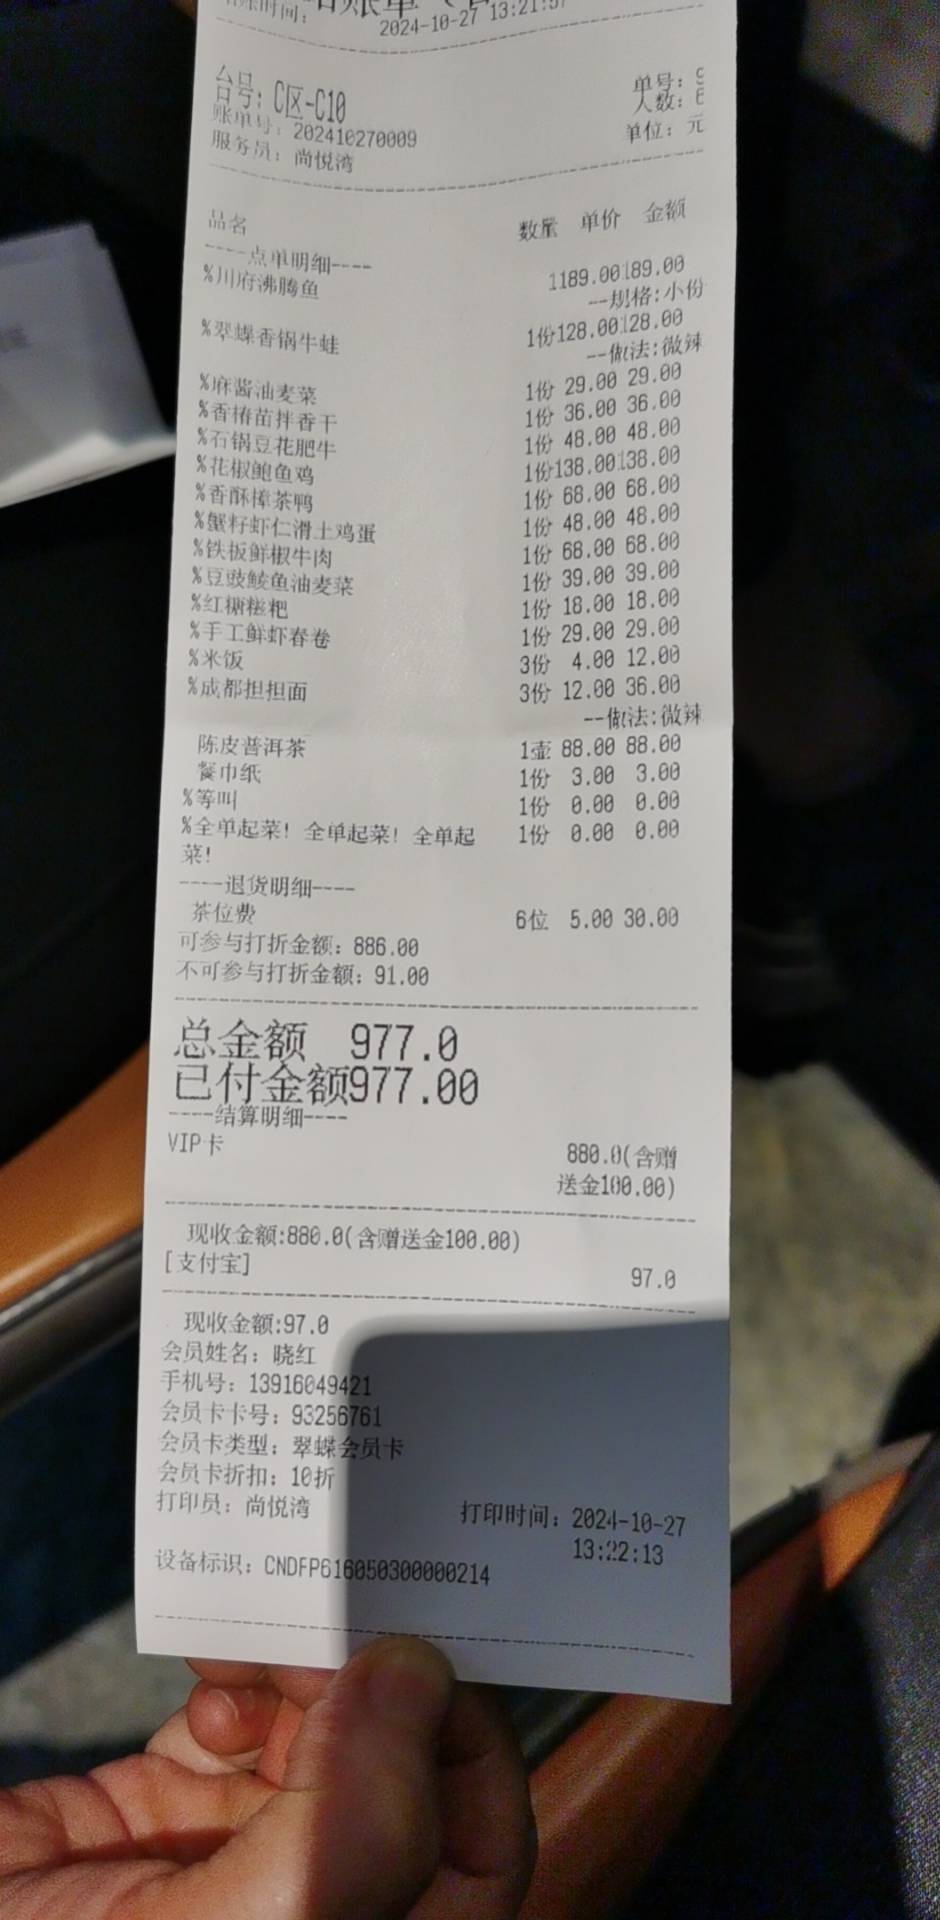 结账时间： 2024-10-27 13:21:57
台号：C区-C10 单号：9
账单号：202410270009 人数：6
服务员：尚悦湾 单位：元
品名 数量 单价 金额
----点单明细----
%川府沸腾鱼 1189.00189.00
--规格:小份
%翠蝶香锅牛蛙 1份128.00128.00
--做法:微辣
%麻酱油麦菜 1份 29.00 29.00
%香椿苗拌香干 1份 36.00 36.00
%石锅豆花肥牛 1份 48.00 48.00
%花椒鲍鱼鸡 1份138.00138.00
%香酥樟茶鸭 1份 68.00 68.00
%蟹籽虾仁滑土鸡蛋 1份 48.00 48.00
%铁板鲜椒牛肉 1份 68.00 68.00
%豆豉鲮鱼油麦菜 1份 39.00 39.00
%红糖糍粑 1份 18.00 18.00
%手工鲜虾春卷 1份 29.00 29.00
%米饭 3份 4.00 12.00
%成都担担面 3份 12.00 36.00
--做法:微辣
陈皮普洱茶 1壶 88.00 88.00
餐巾纸 1份 3.00 3.00
%等叫 1份 0.00 0.00
%全单起菜！全单起菜！全单起 1份 0.00 0.00
菜！
----退货明细----
茶位费 6位 5.00 30.00
可参与打折金额：886.00
不可参与打折金额：91.00
总金额 977.0
已付金额977.00
----结算明细----
VIP卡 880.0(含赠
送金100.00)
现收金额:880.0(含赠送金100.00)
[支付宝] 97.0
现收金额:97.0
会员姓名：晓红
手机号：13916049421
会员卡卡号：93256761
会员卡类型：翠蝶会员卡
会员卡折扣：10折
打印员：尚悦湾 打印时间：2024-10-27
13:22:13
设备标识：CNDFP616050300000214